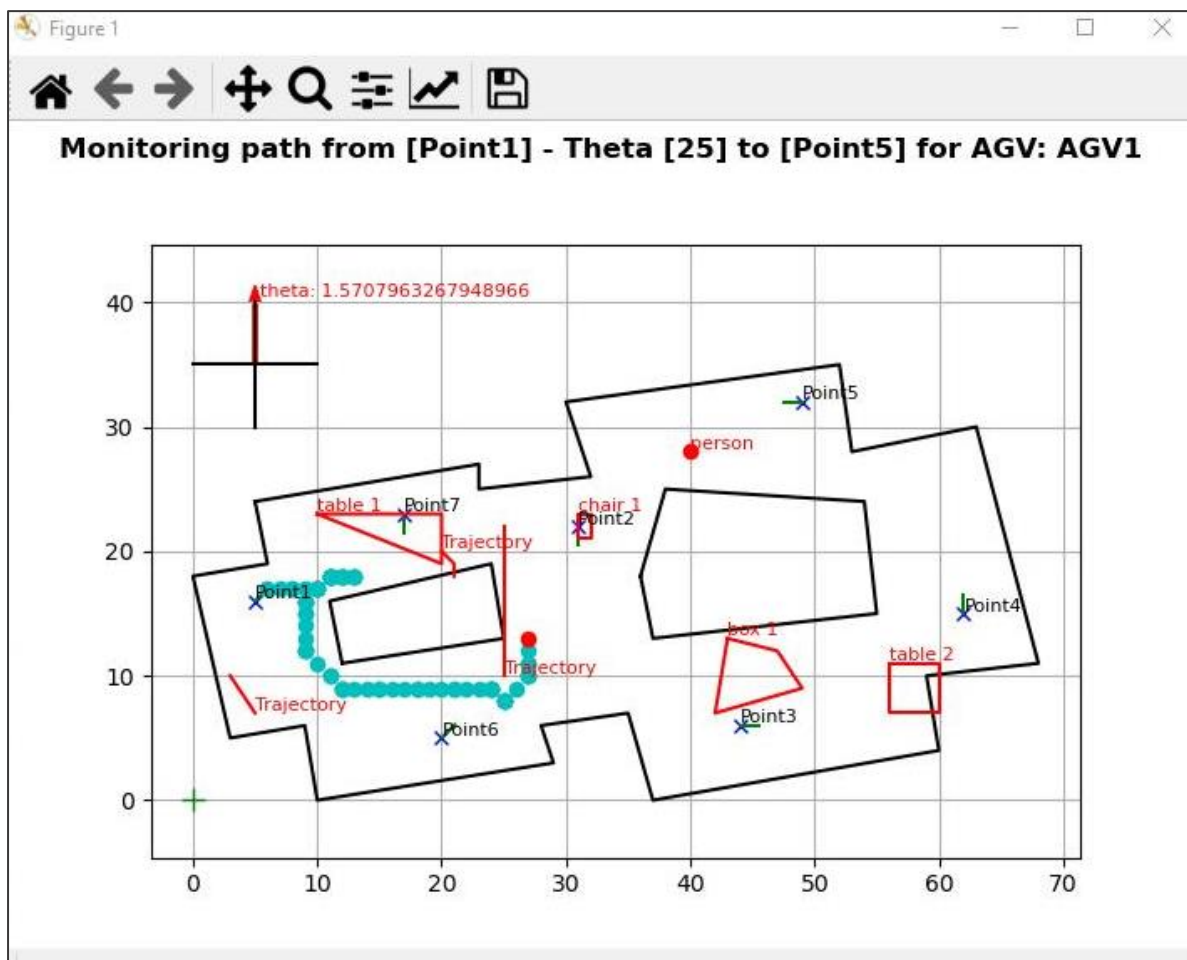 Figure 1
Monitoring path from [Point1] - Theta [25] to [Point5] for AGV: AGV1
theta: 1.5707963267948966
40
Point5
30
person
table 1
Point7
chair 1
Point2
20
Trajectory
Point1
Point4
box 1
10
Trajectory
table 2
Trajectory
Point6
Point3
0
0 10 20 30 40 50 60 70